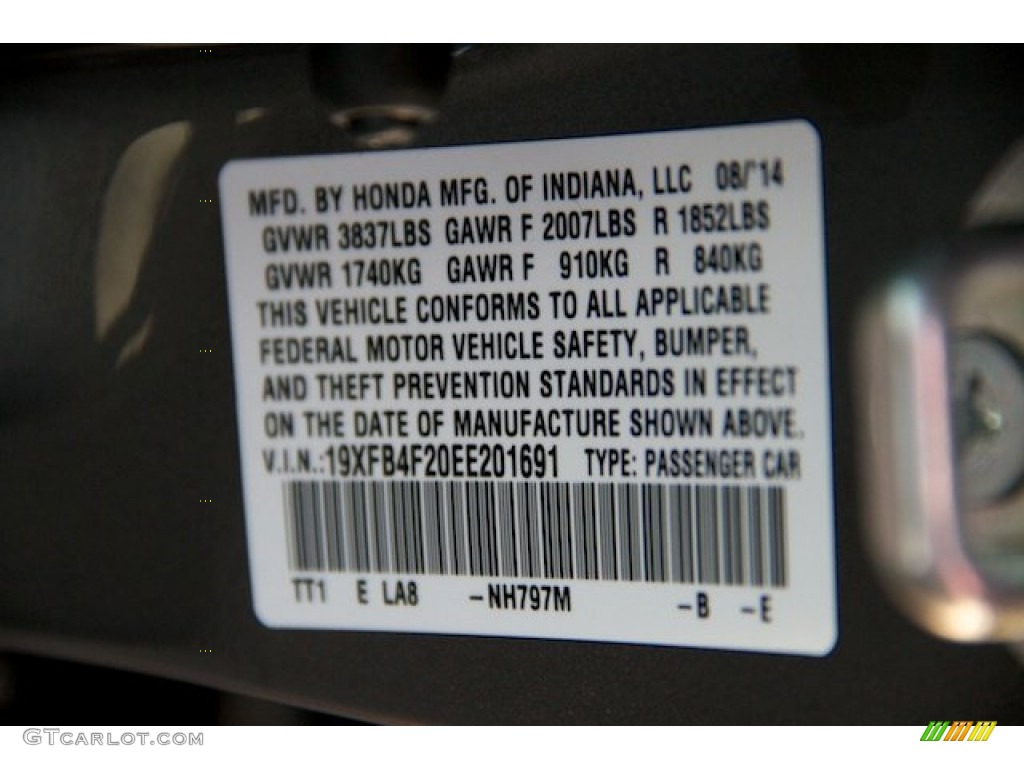 MFD. BY HONDA MFG. OF INDIANA, LLC 08/'14
GVWR 3837LBS GAWR F 2007LBS R 1852LBS
GVWR 1740KG GAWR F 910KG R 840KG
THIS VEHICLE CONFORMS TO ALL APPLICABLE
FEDERAL MOTOR VEHICLE SAFETY, BUMPER,
AND THEFT PREVENTION STANDARDS IN EFFECT
ON THE DATE OF MANUFACTURE SHOWN ABOVE.
V.I.N.:19XFB4F20EE201691 TYPE: PASSENGER CAR
TT1 E LA8 -NH797M -B -E
GTCARLOT.COM